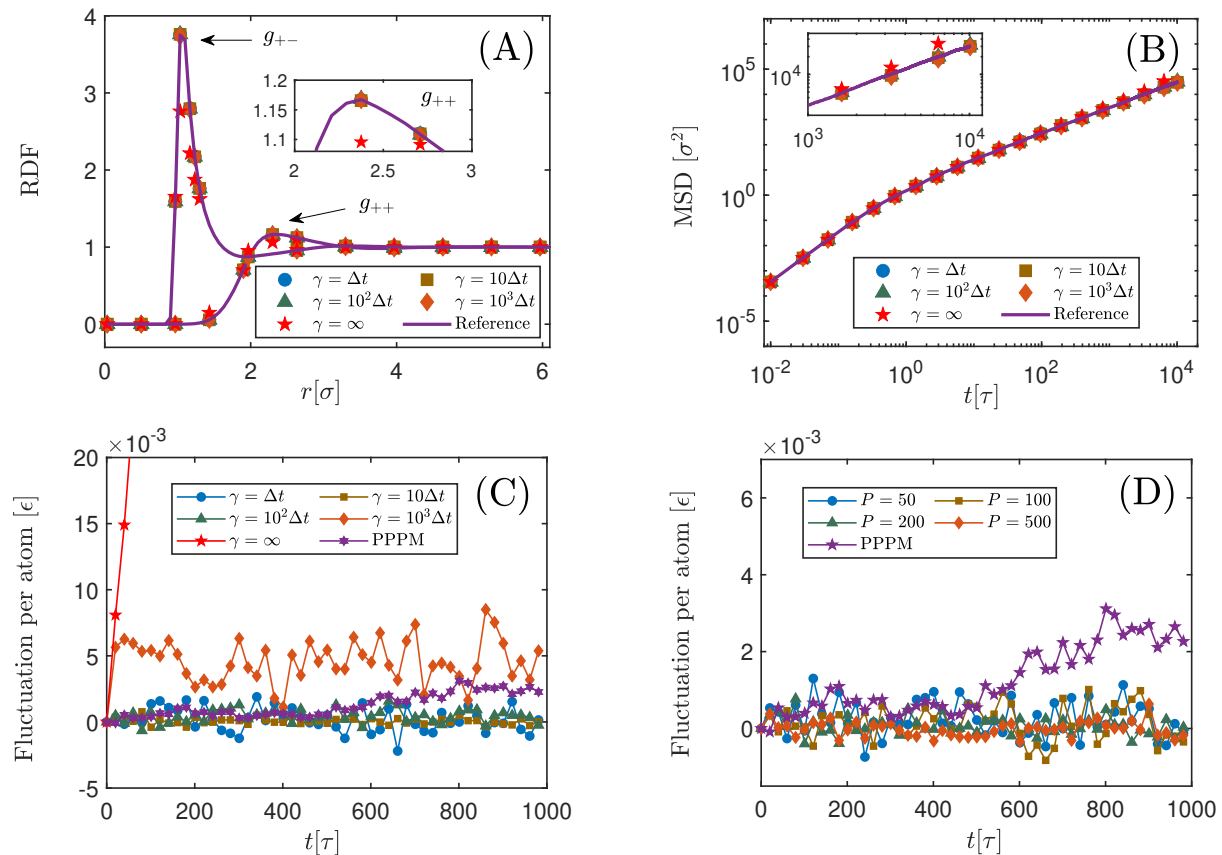 (A)
RDF
4
3
2
1
0
g+−
g++
1.2
1.15
1.1
2
2.5
3
g++
γ = Δt
γ = 10Δt
γ = 10²Δt
γ = 10³Δt
γ = ∞
Reference
0
2
4
6
r[σ]
(B)
MSD [σ²]
10⁵
10⁰
10⁻⁵
10⁴
10³
10⁴
γ = Δt
γ = 10Δt
γ = 10²Δt
γ = 10³Δt
γ = ∞
Reference
10⁻²
10⁰
10²
10⁴
t[τ]
(C)
×10⁻³
Fluctuation per atom [ϵ]
20
15
10
5
0
-5
γ = Δt
γ = 10Δt
γ = 10²Δt
γ = 10³Δt
γ = ∞
PPPM
0
200
400
600
800
1000
t[τ]
(D)
×10⁻³
Fluctuation per atom [ϵ]
6
4
2
0
P = 50
P = 100
P = 200
P = 500
PPPM
0
200
400
600
800
1000
t[τ]